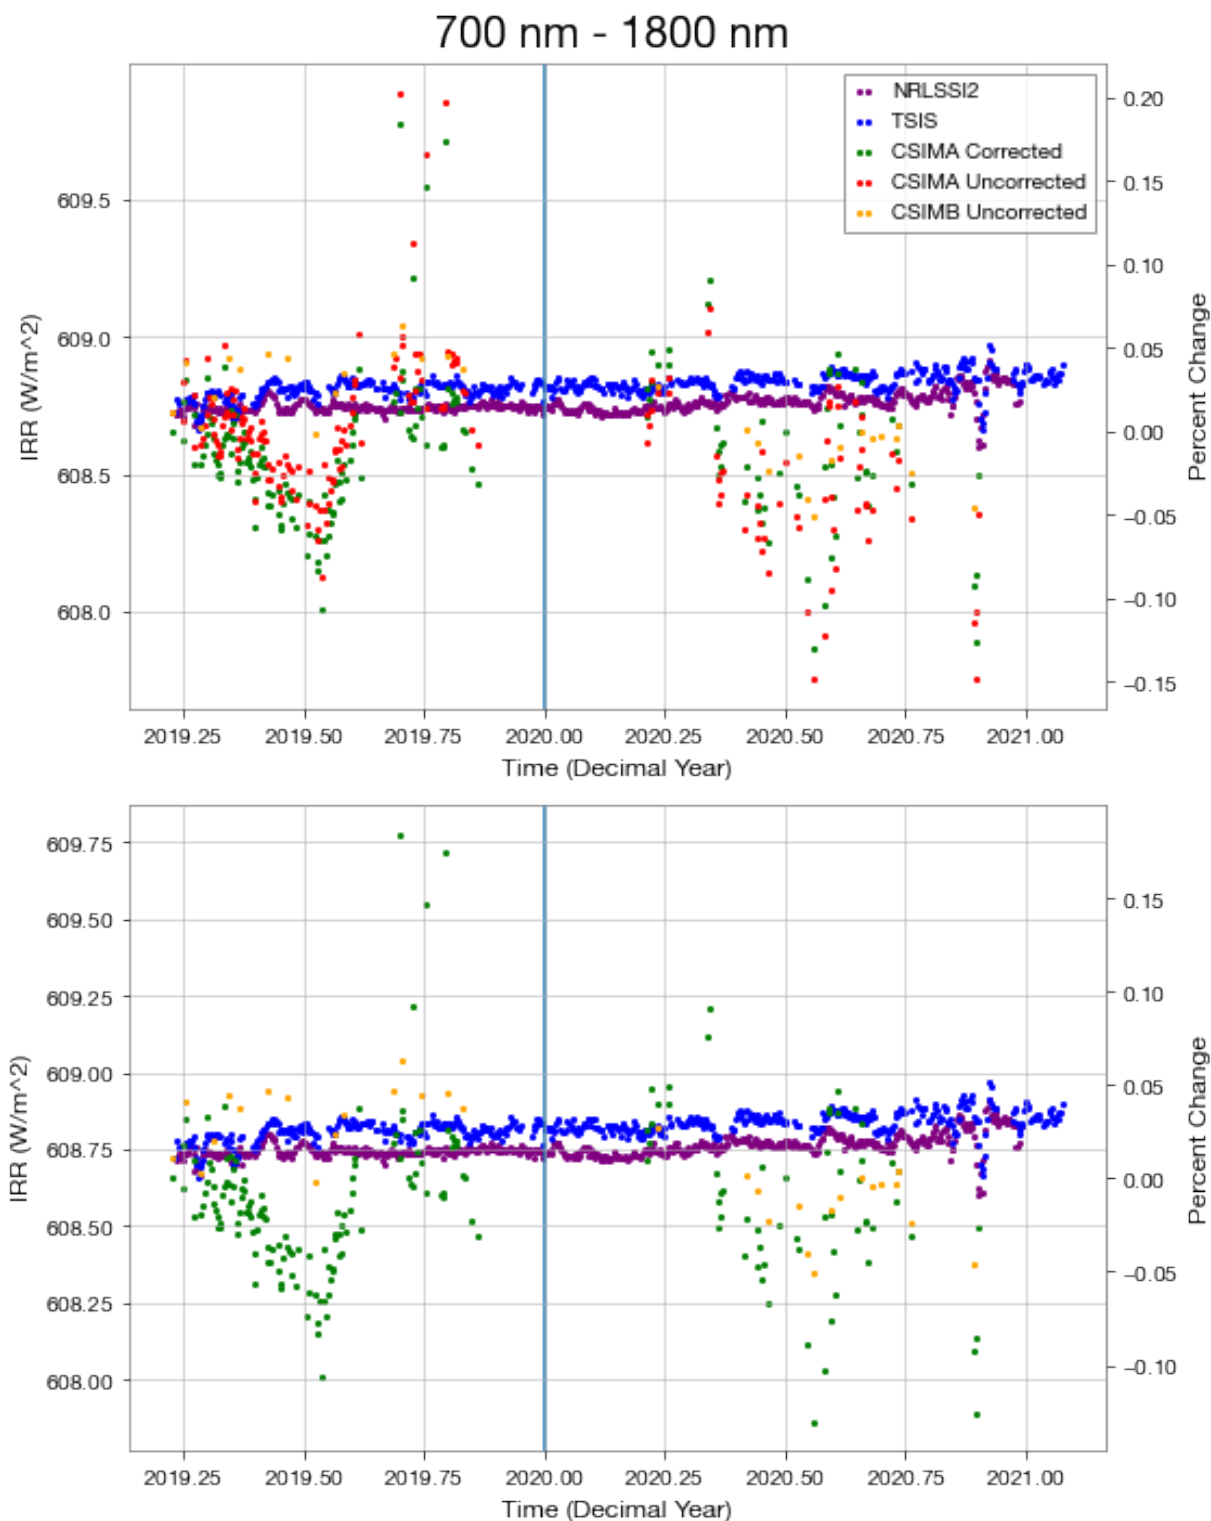 700 nm - 1800 nm
NRLSSI2
TSIS
CSIMA Corrected
CSIMA Uncorrected
CSIMB Uncorrected
609.5
609.0
608.5
608.0
IRR (W/m^2)
0.20
0.15
0.10
0.05
0.00
−0.05
−0.10
−0.15
Percent Change
2019.25 2019.50 2019.75 2020.00 2020.25 2020.50 2020.75 2021.00
Time (Decimal Year)
609.75
609.50
609.25
609.00
608.75
608.50
608.25
608.00
IRR (W/m^2)
0.15
0.10
0.05
0.00
−0.05
−0.10
Percent Change
2019.25 2019.50 2019.75 2020.00 2020.25 2020.50 2020.75 2021.00
Time (Decimal Year)